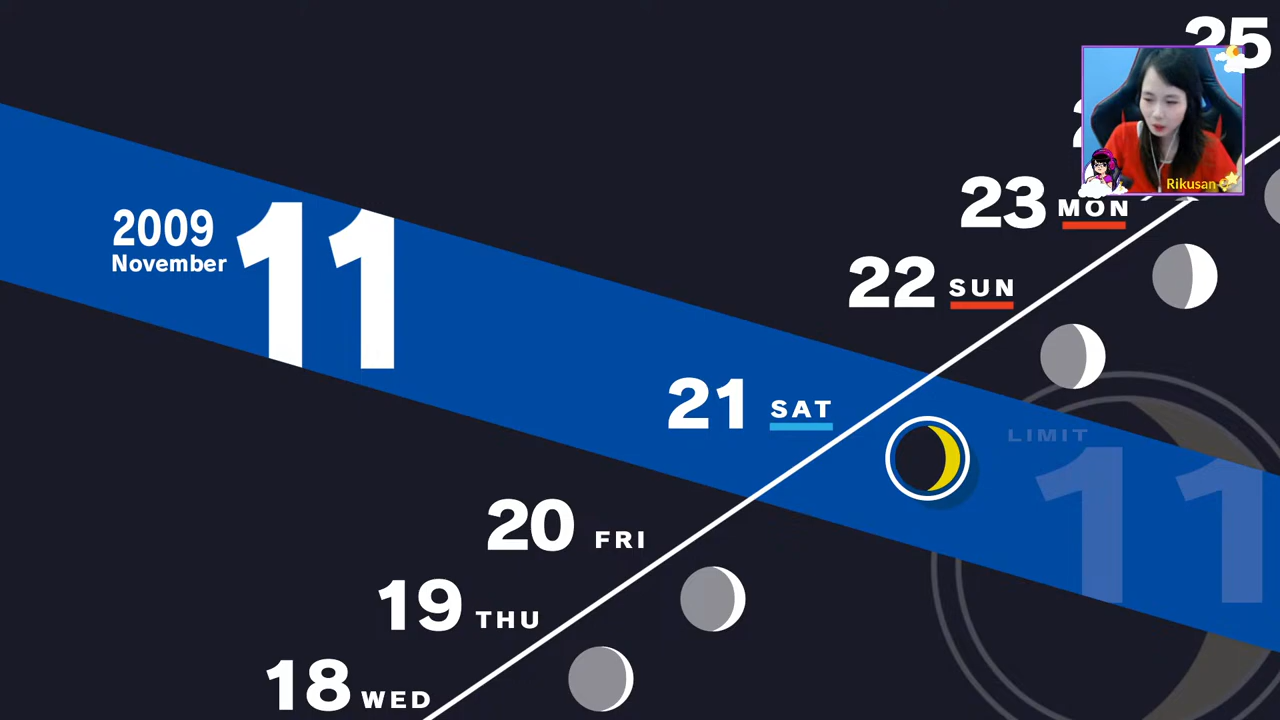 25
23 MON
22 SUN
21 SAT
20 FRI
19 THU
18 WED
2009
November
11
LIMIT
11
Rikusan